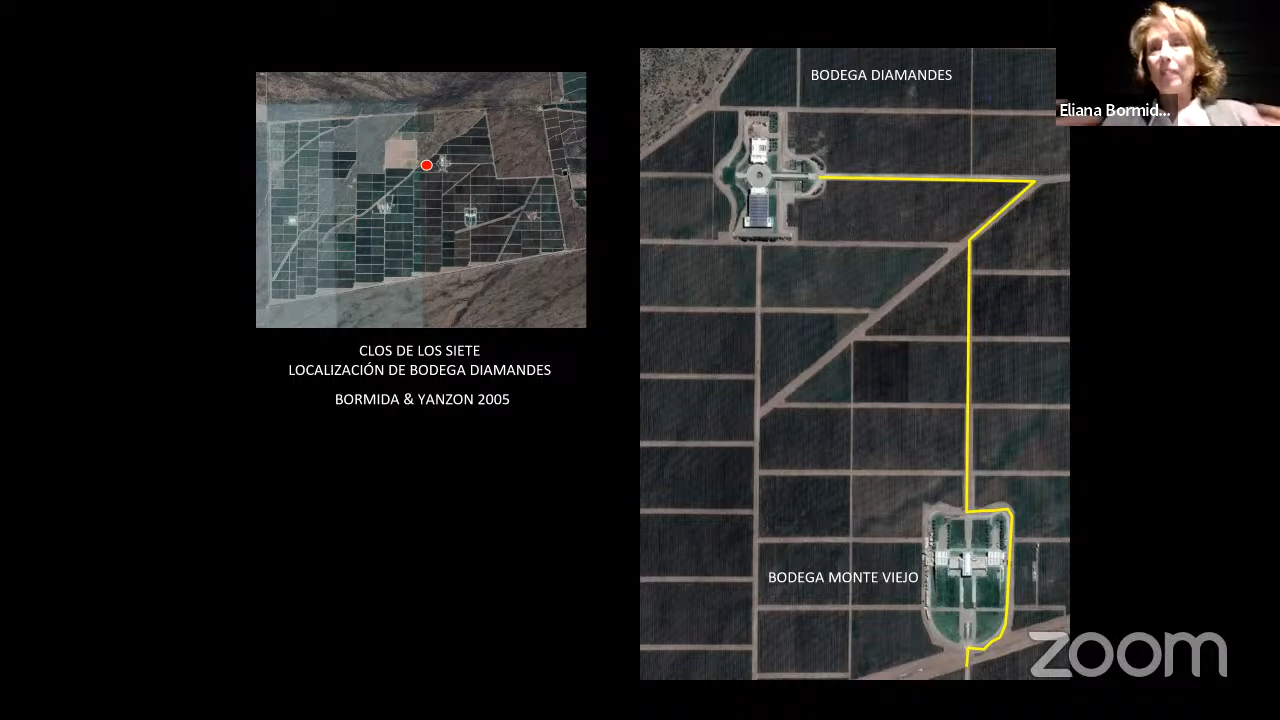 BODEGA DIAMANDES
Eliana Bormid...
CLOS DE LOS SIETE
LOCALIZACIÓN DE BODEGA DIAMANDES
BORMIDA & YANZON 2005
BODEGA MONTE VIEJO
zoom